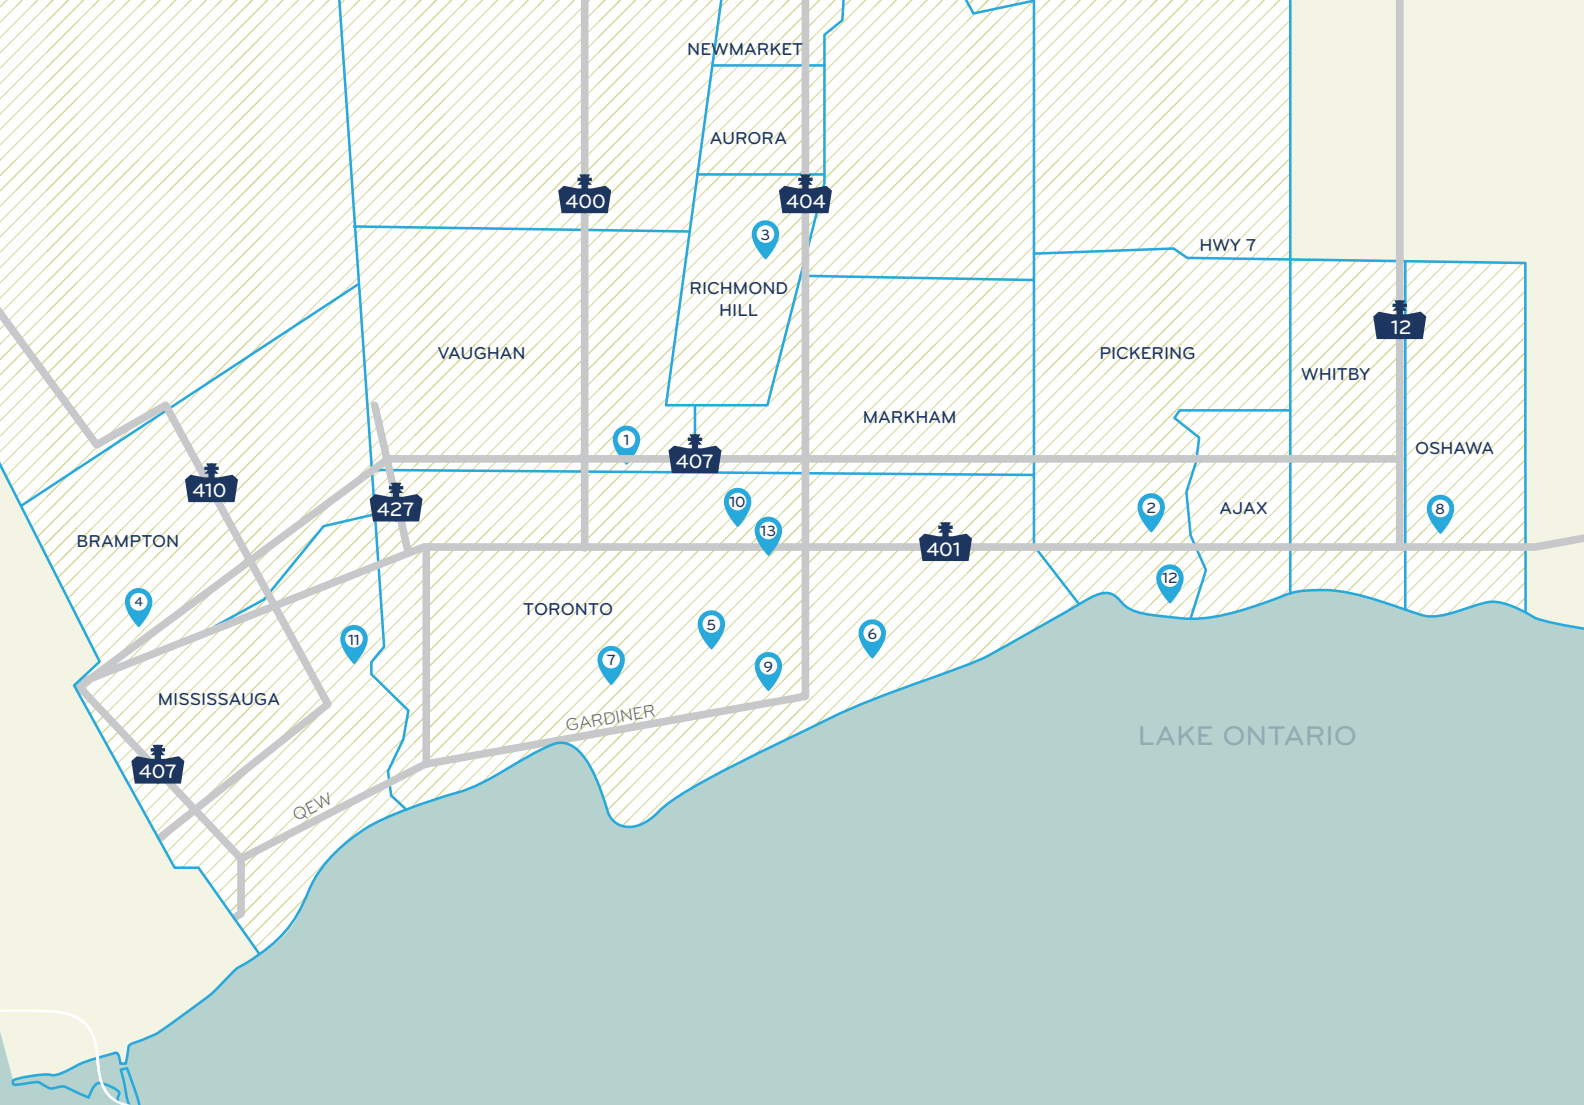 NEWMARKET
AURORA
400
404
3
HWY 7
RICHMOND
HILL
12
VAUGHAN
PICKERING
WHITBY
MARKHAM
1
OSHAWA
407
410
427
10
2
AJAX
8
13
BRAMPTON
401
12
4
TORONTO
5
6
11
7
9
MISSISSAUGA
GARDINER
LAKE ONTARIO
407
QEW